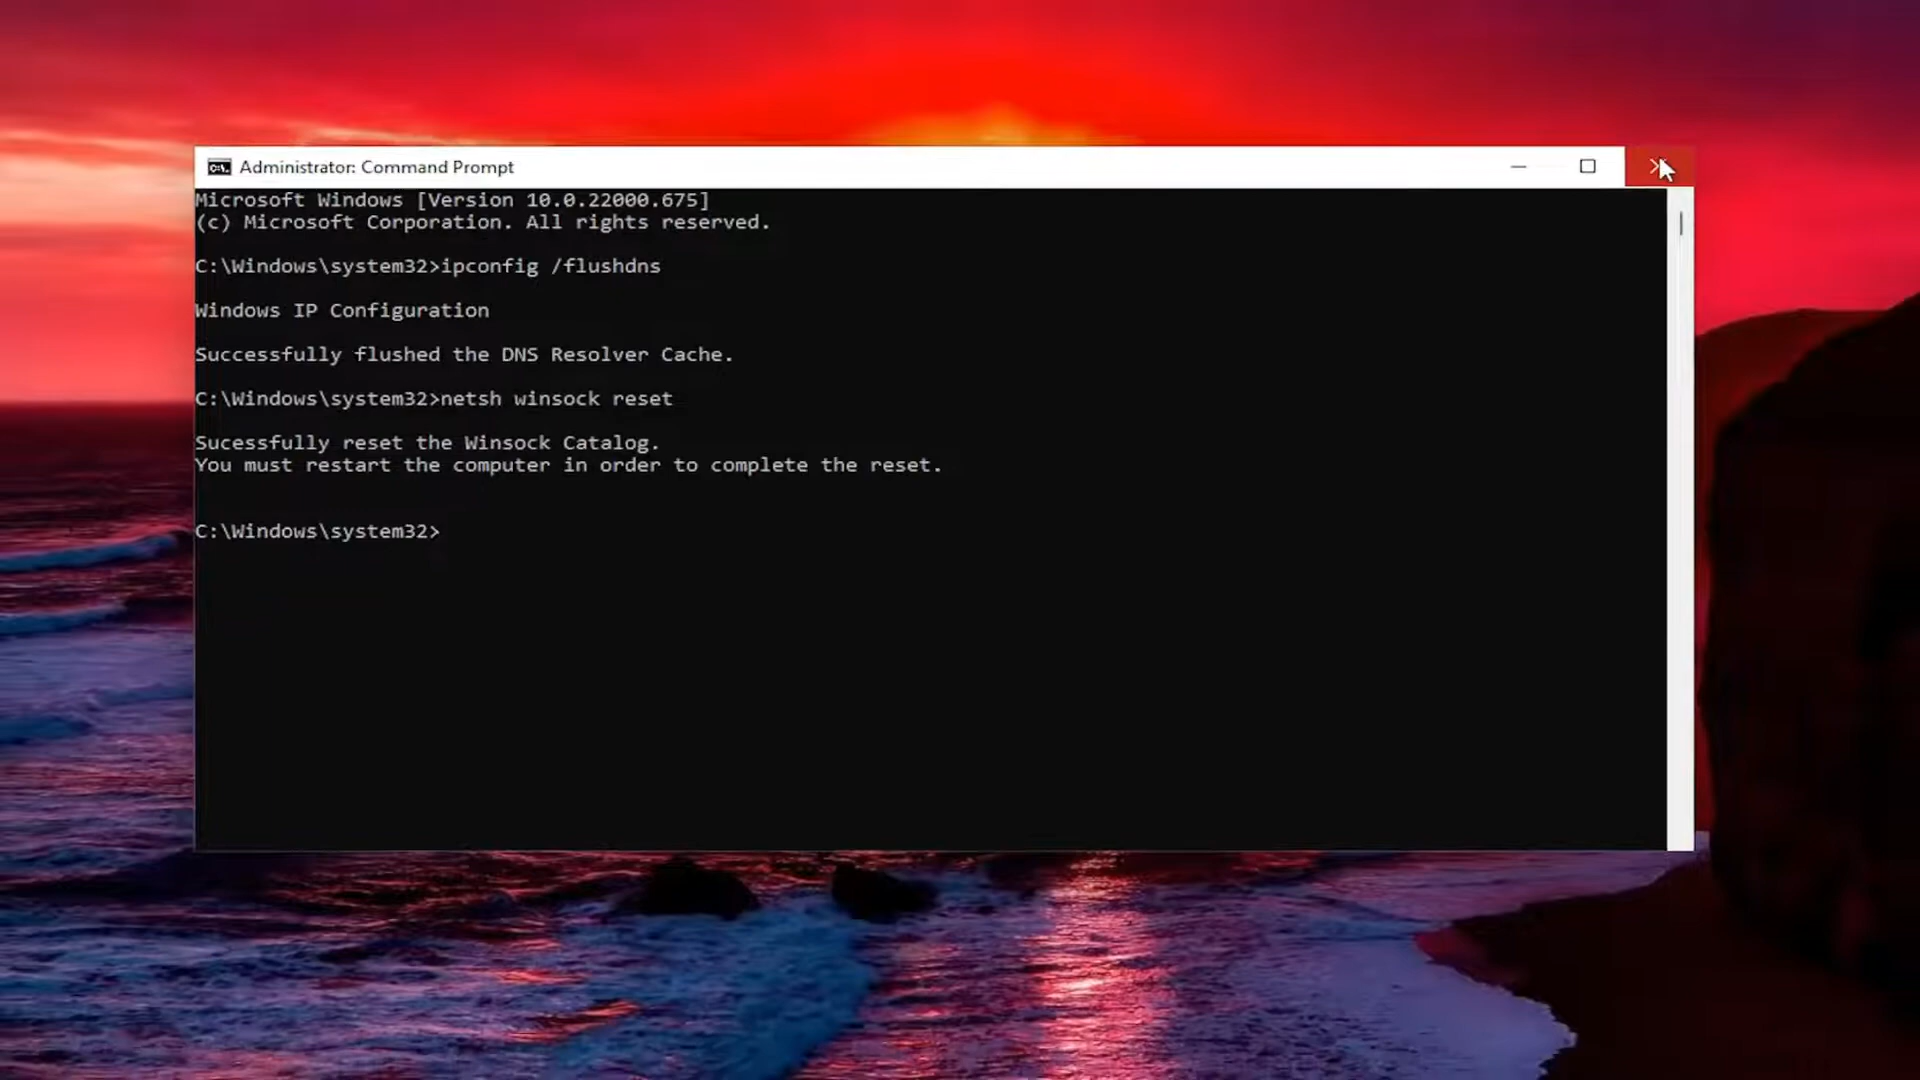 Administrator: Command Prompt
Microsoft Windows [Version 10.0.22000.675]
(c) Microsoft Corporation. All rights reserved.
C:\Windows\system32>ipconfig /flushdns
Windows IP Configuration
Successfully flushed the DNS Resolver Cache.
C:\Windows\system32>netsh winsock reset
Sucessfully reset the Winsock Catalog.
You must restart the computer in order to complete the reset.
C:\Windows\system32>